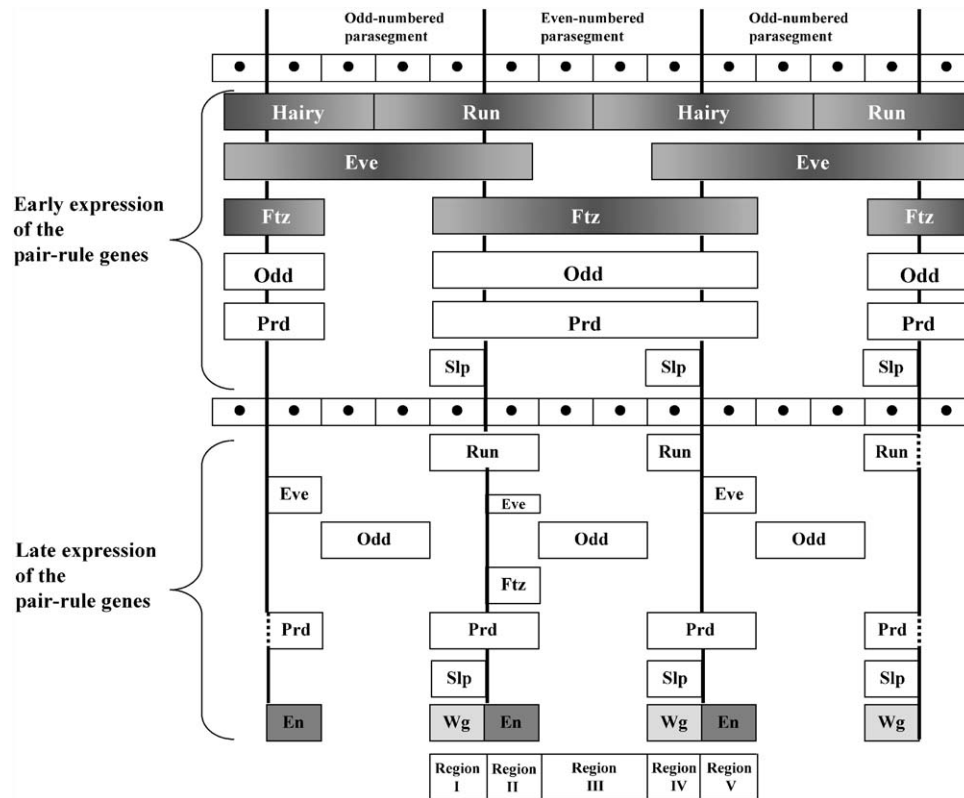 Odd-numbered parasegment
Even-numbered parasegment
Odd-numbered parasegment
Hairy Run Hairy Run
Eve Eve
Early expression
of the
pair-rule genes
Ftz Ftz Ftz
Odd Odd Odd
Prd Prd Prd
Slp Slp Slp
Run Run Run
Eve Eve Eve
Late expression
of the
pair-rule genes
Odd Odd Odd
Ftz
Prd Prd Prd Prd
Slp Slp Slp
En Wg En Wg En Wg
Region I
Region II
Region III
Region IV
Region V